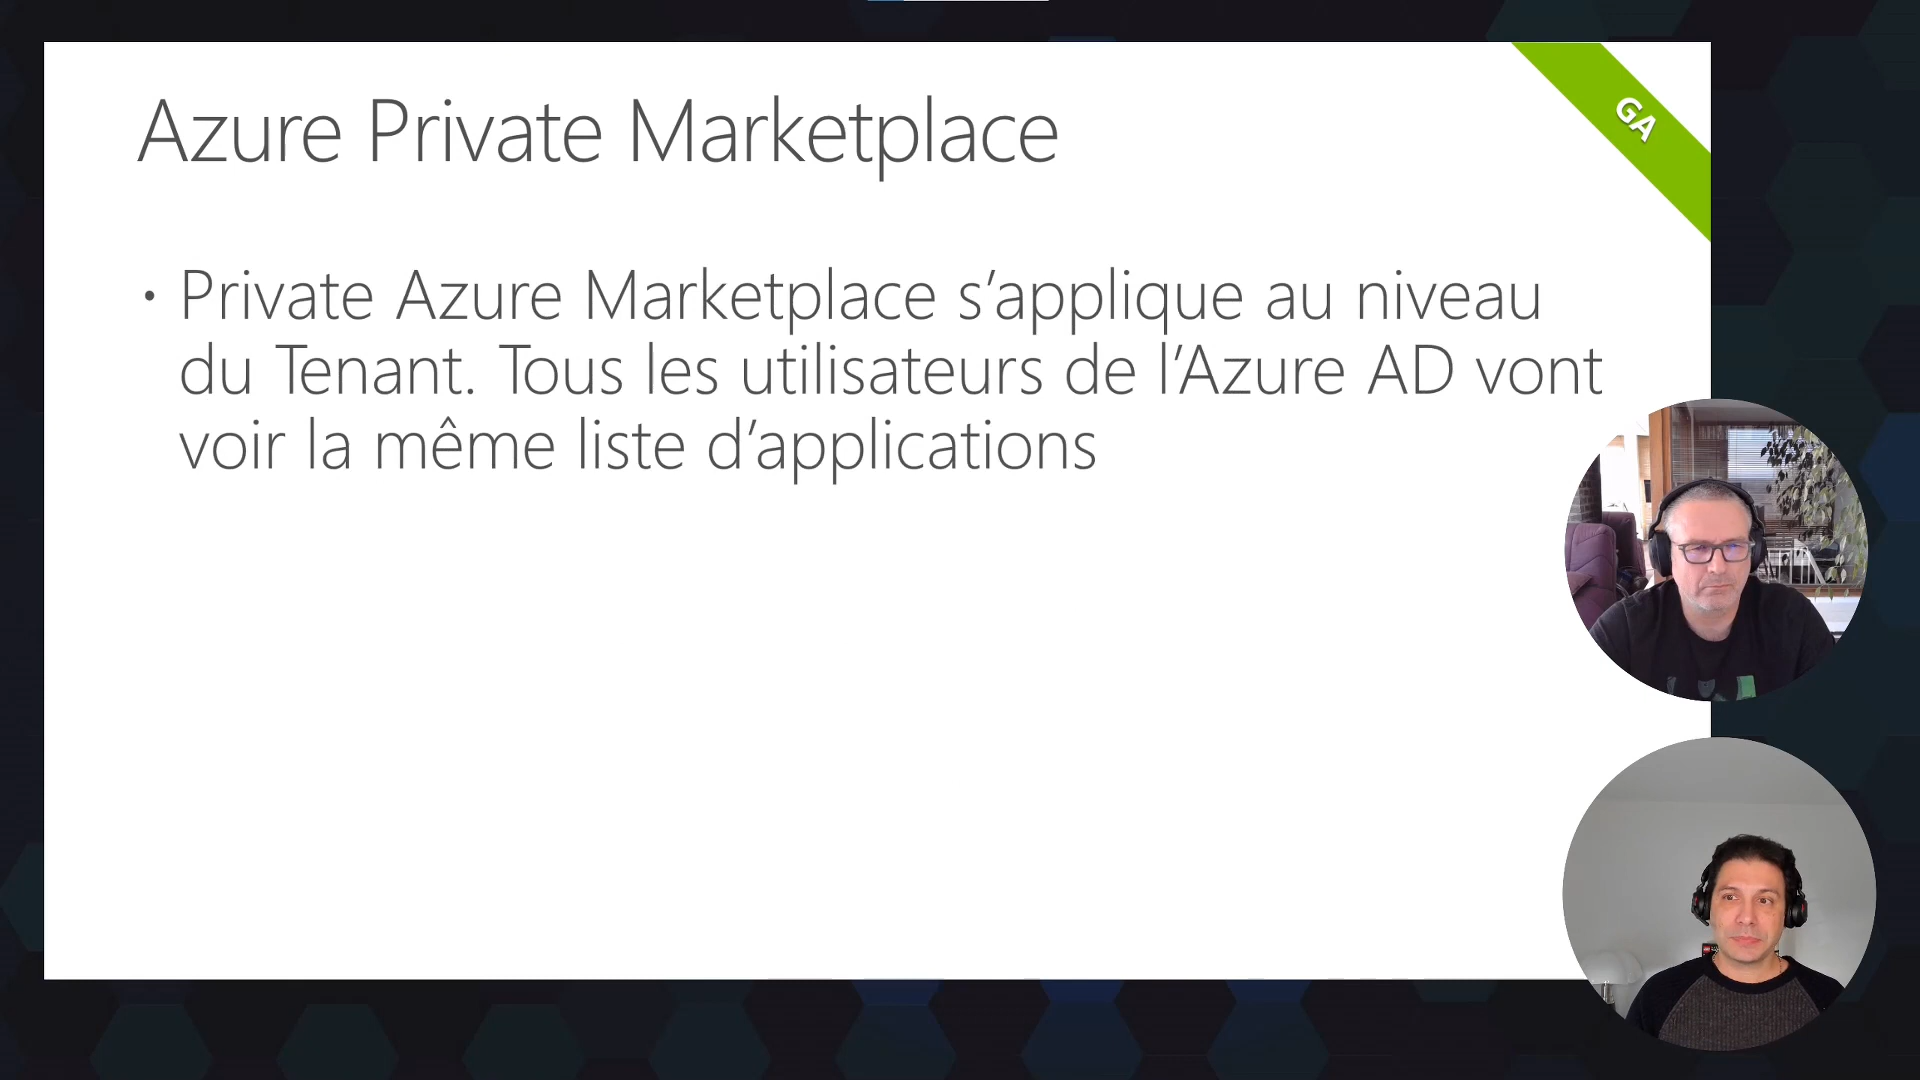 Azure Private Marketplace
GA
• Private Azure Marketplace s’applique au niveau
du Tenant. Tous les utilisateurs de l’Azure AD vont
voir la même liste d’applications